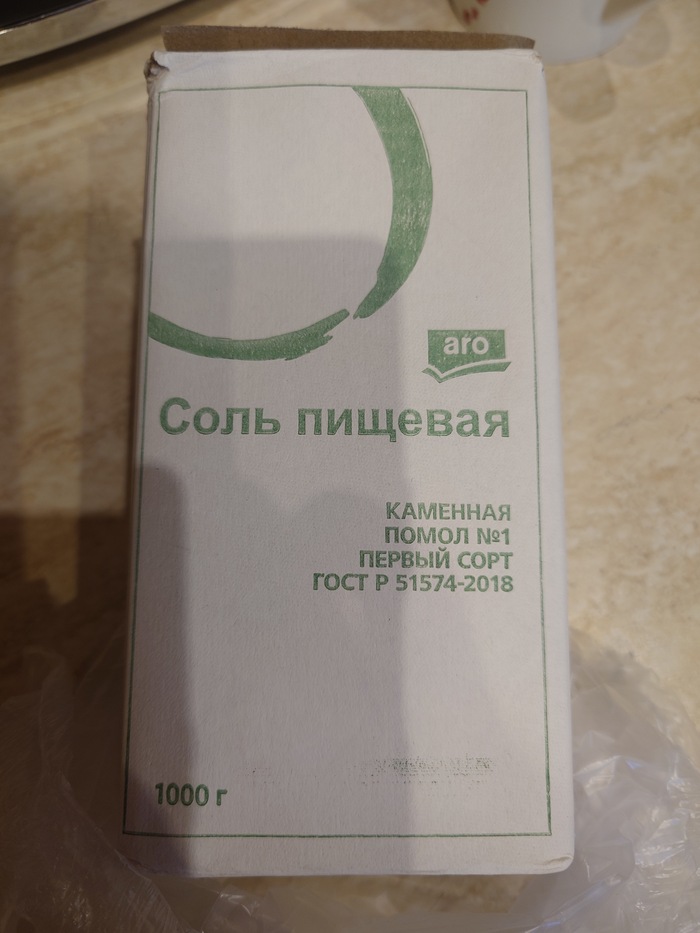 aro
Соль пищевая
КАМЕННАЯ
ПОМОЛ №1
ПЕРВЫЙ СОРТ
ГОСТ Р 51574-2018
1000 г